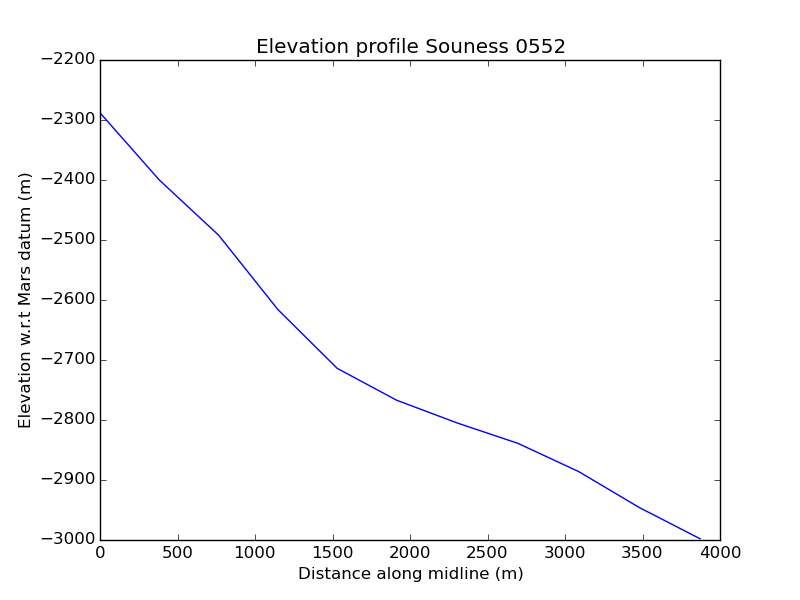 Elevation profile Souness 0552
−2200
−2300
−2400
−2500
−2600
−2700
−2800
−2900
−3000
Elevation w.r.t Mars datum (m)
0 500 1000 1500 2000 2500 3000 3500 4000
Distance along midline (m)